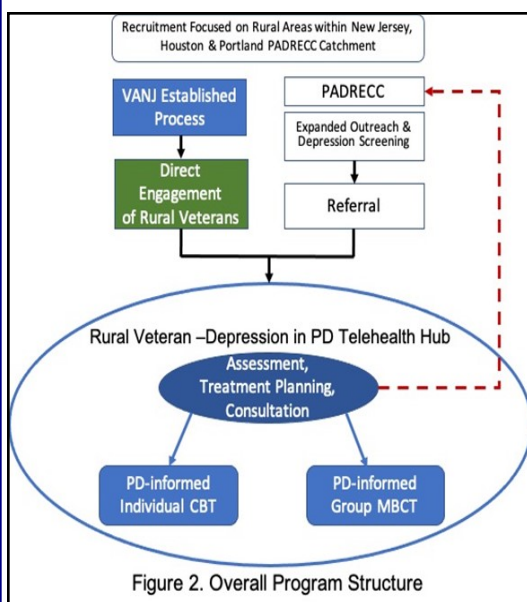 Recruitment Focused on Rural Areas within New Jersey,
Houston & Portland PADRECC Catchment
VANJ Established
Process
Direct
Engagement
of Rural Veterans
PADRECC
Expanded Outreach &
Depression Screening
Referral
Rural Veteran –Depression in PD Telehealth Hub
Assessment,
Treatment Planning,
Consultation
PD-informed
Individual CBT
PD-informed
Group MBCT
Figure 2. Overall Program Structure